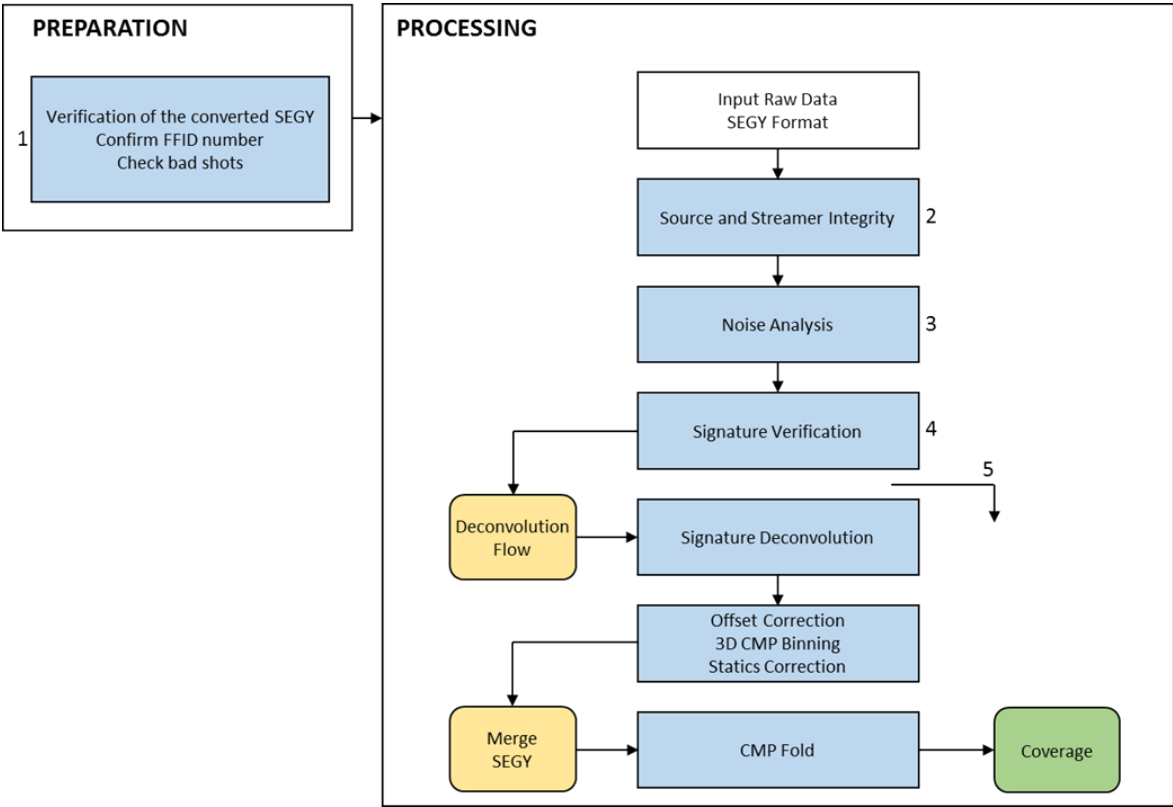 PREPARATION
1
Verification of the converted SEGY
Confirm FFID number
Check bad shots
PROCESSING
Input Raw Data
SEGY Format
Source and Streamer Integrity
2
Noise Analysis
3
Signature Verification
4
5
Deconvolution
Flow
Signature Deconvolution
Offset Correction
3D CMP Binning
Statics Correction
Merge
SEGY
CMP Fold
Coverage